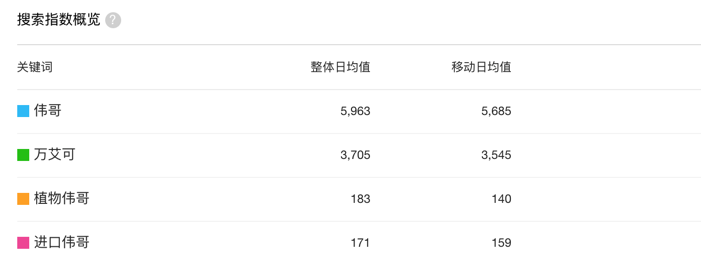 搜索指数概览 ?
关键词 整体日均值 移动日均值
伟哥 5,963 5,685
万艾可 3,705 3,545
植物伟哥 183 140
进口伟哥 171 159